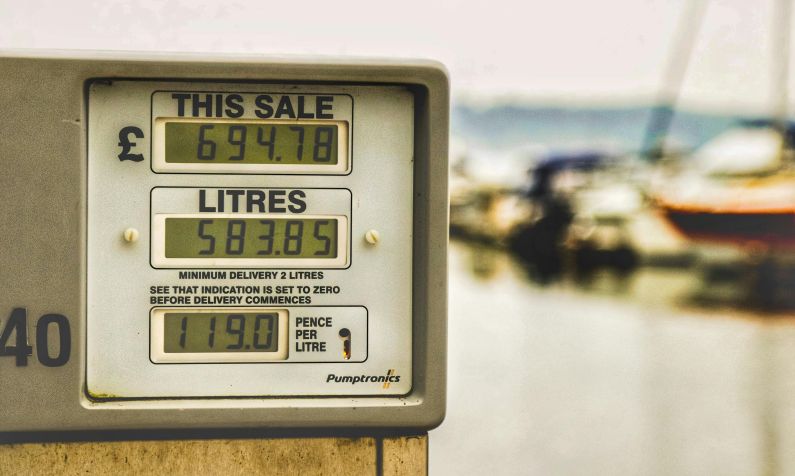 THIS SALE
£ 694.78
LITRES
583.85
MINIMUM DELIVERY 2 LITRES
SEE THAT INDICATION IS SET TO ZERO
BEFORE DELIVERY COMMENCES
119.0
PENCE
PER
LITRE
40
Pumptronics